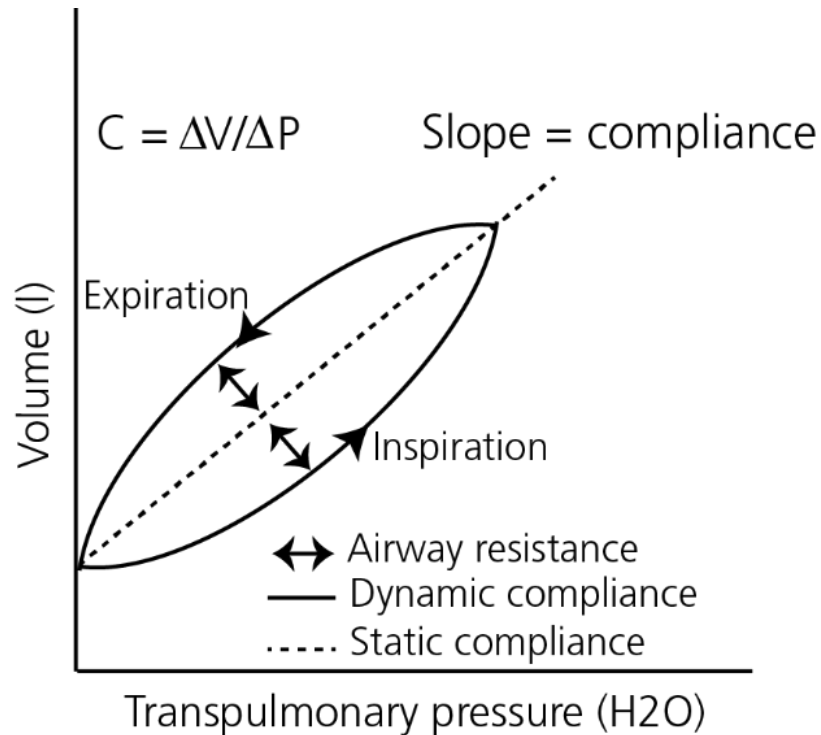 C = ΔV/ΔP
Slope = compliance
Volume (l)
Expiration
Inspiration
Airway resistance
Dynamic compliance
Static compliance
Transpulmonary pressure (H2O)